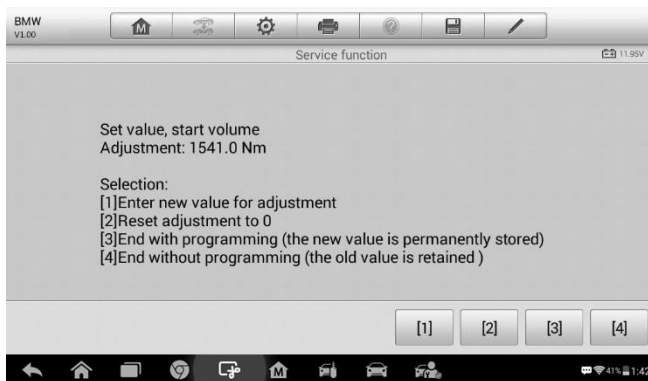 BMW
V1.00
Service function
11.95V
Set value, start volume
Adjustment: 1541.0 Nm
Selection:
[1]Enter new value for adjustment
[2]Reset adjustment to 0
[3]End with programming (the new value is permanently stored)
[4]End without programming (the old value is retained )
[1] [2] [3] [4]
41% 1:42